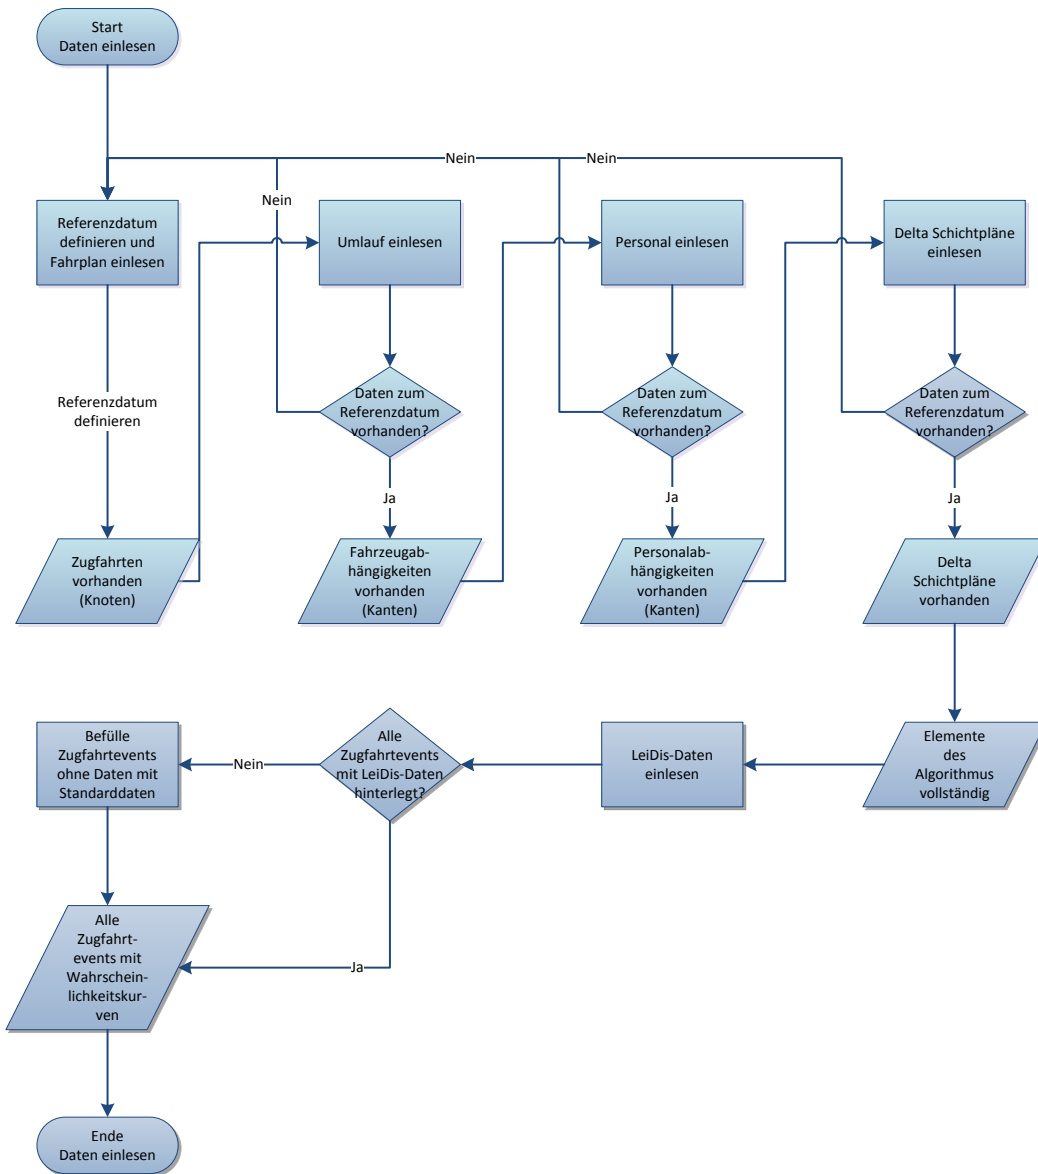 Start
Daten einlesen
Nein
Nein
Nein
Referenzdatum
definieren und
Fahrplan einlesen
Umlauf einlesen
Personal einlesen
Delta Schichtpläne
einlesen
Referenzdatum
definieren
Daten zum
Referenzdatum
vorhanden?
Daten zum
Referenzdatum
vorhanden?
Daten zum
Referenzdatum
vorhanden?
Ja
Ja
Ja
Zugfahrten
vorhanden
(Knoten)
Fahrzeugab-
hängigkeiten
vorhanden
(Kanten)
Personalab-
hängigkeiten
vorhanden
(Kanten)
Delta
Schichtpläne
vorhanden
Befülle
Zugfahrtevents
ohne Daten mit
Standarddaten
Nein
Alle
Zugfahrtevents
mit LeiDis-Daten
hinterlegt?
LeiDis-Daten
einlesen
Elemente
des
Algorithmus
vollständig
Alle
Zugfahrt-
events mit
Wahrschein-
lichkeitskur-
ven
Ja
Ende
Daten einlesen